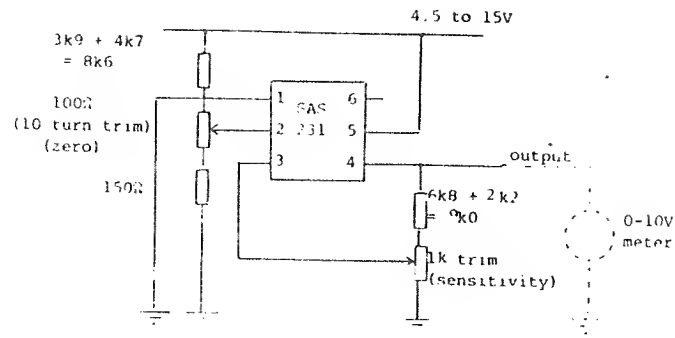 4.5 to 15V
3k9 + 4k7
= 8k6
100Ω
(10 turn trim)
(zero)
150Ω
1
2
3
SAS
231
6
5
4
output
6k8 + 2k2
= 9k0
1k trim
(sensitivity)
0-10V
meter